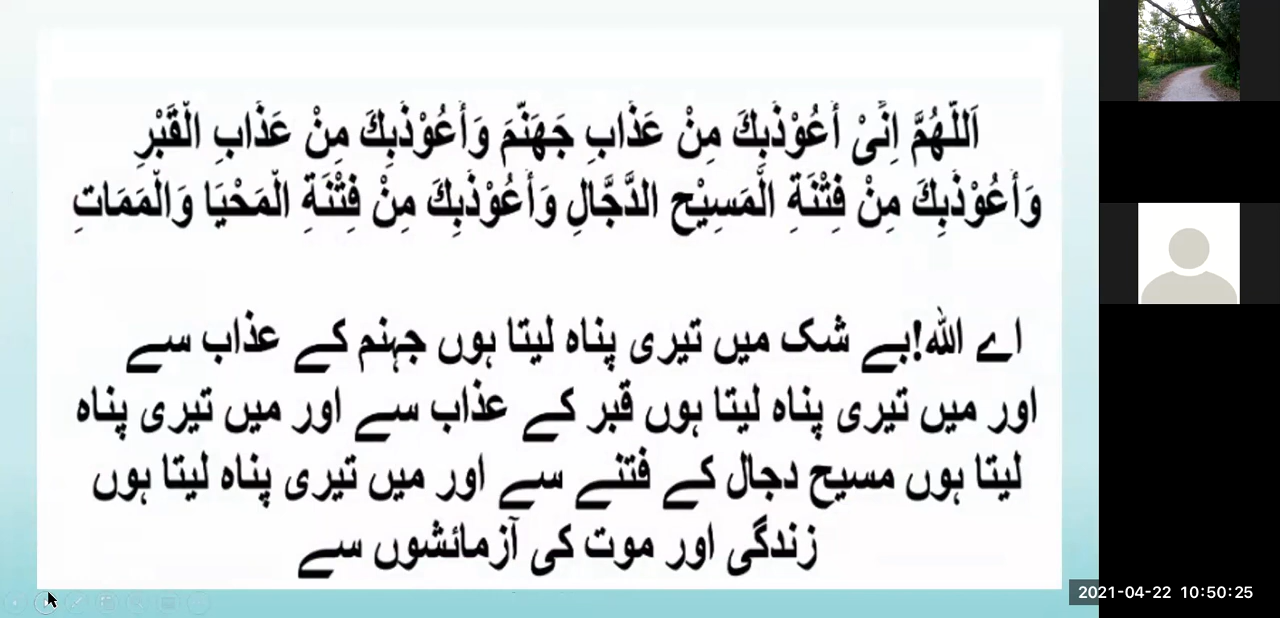 اَللّٰهُمَّ اِنِّىْ أَعُوْذُبِكَ مِنْ عَذَابِ جَهَنَّمَ وَأَعُوْذُبِكَ مِنْ عَذَابِ الْقَبْرِ
وَأَعُوْذُبِكَ مِنْ فِتْنَةِ الْمَسِيْحِ الدَّجَّالِ وَأَعُوْذُبِكَ مِنْ فِتْنَةِ الْمَحْيَا وَالْمَمَاتِ
اے اللہ!بے شک میں تیری پناہ لیتا ہوں جہنم کے عذاب سے
اور میں تیری پناہ لیتا ہوں قبر کے عذاب سے اور میں تیری پناہ
لیتا ہوں مسیح دجال کے فتنے سے اور میں تیری پناہ لیتا ہوں
زندگی اور موت کی آزمائشوں سے
2021-04-22 10:50:25